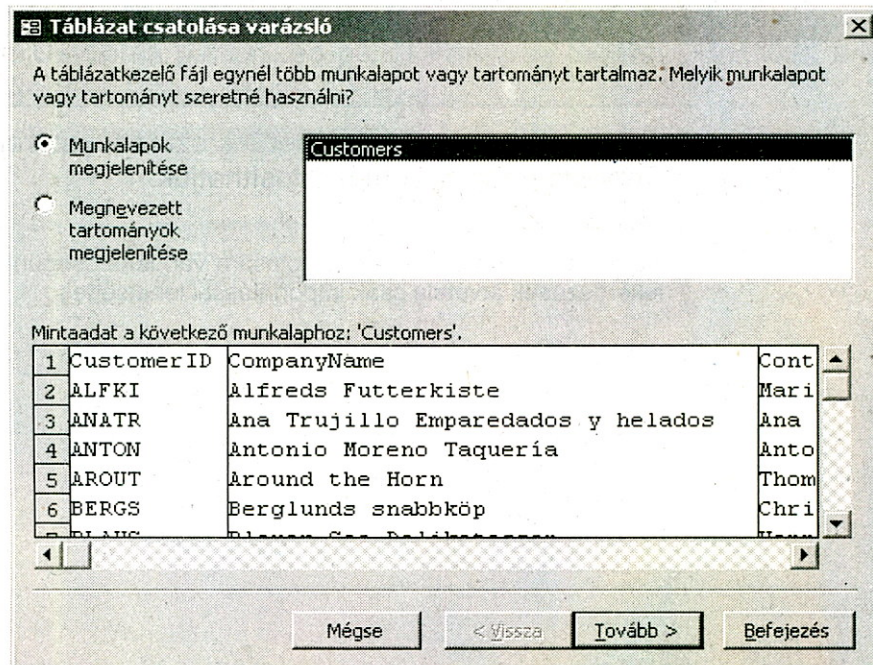 Táblázat csatolása varázsló
A táblázatkezelő fájl egynél több munkalapot vagy tartományt tartalmaz. Melyik munkalapot
vagy tartományt szeretné használni?
Munkalapok
megjelenítése
Customers
Megnevezett
tartományok
megjelenítése
Mintaadat a következő munkalaphoz: 'Customers'.
1 CustomerID CompanyName Cont
2 ALFKI Alfreds Futterkiste Mari
3 ANATR Ana Trujillo Emparedados y helados Ana
4 ANTON Antonio Moreno Taquería Anto
5 AROUT Around the Horn Thom
6 BERGS Berglunds snabbköp Chri
Mégse < Vissza Tovább > Befejezés